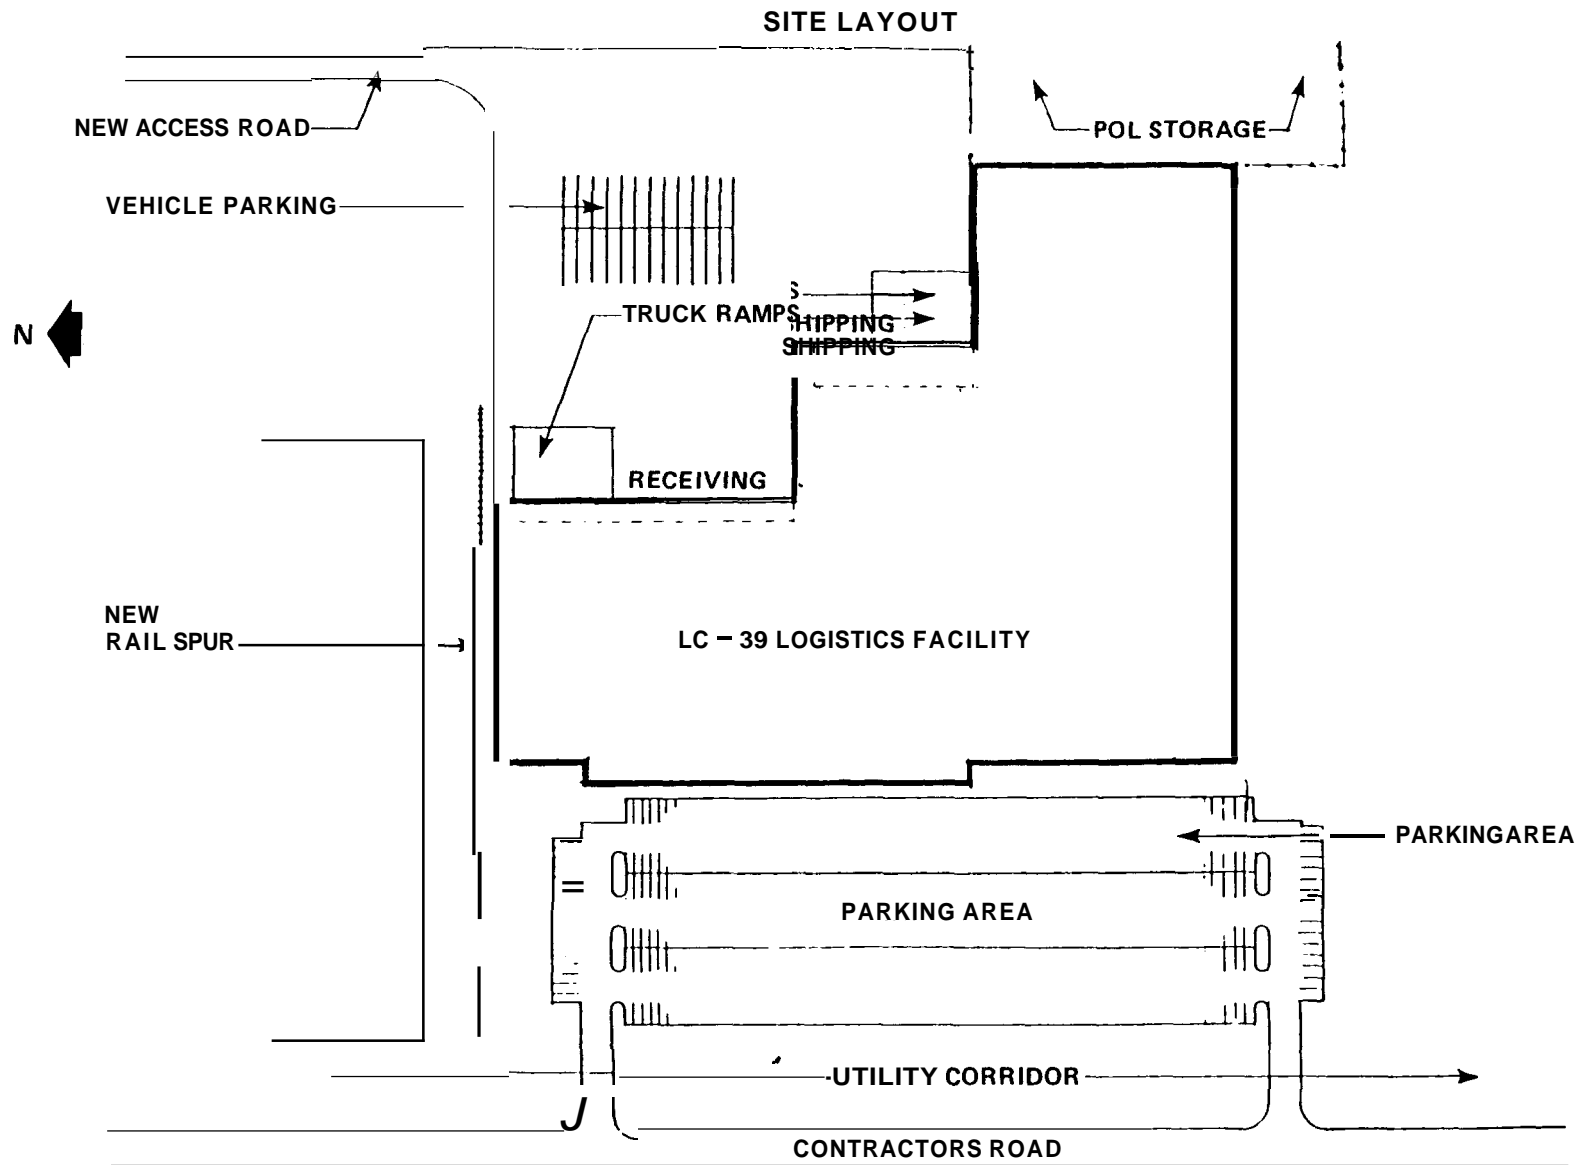 SITE LAYOUT
NEW ACCESS ROAD
POL STORAGE
VEHICLE PARKING
S
TRUCK RAMPS
HIPPING
SHIPPING
N
RECEIVING
NEW
RAIL SPUR
LC - 39 LOGISTICS FACILITY
PARKINGAREA
PARKING AREA
UTILITY CORRIDOR
CONTRACTORS ROAD